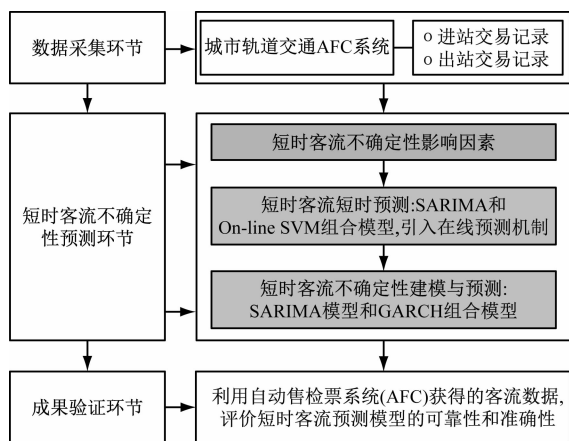 数据采集环节
城市轨道交通AFC系统
o 进站交易记录
o 出站交易记录
短时客流不确定
性预测环节
短时客流不确定性影响因素
短时客流短时预测:SARIMA和
On-line SVM组合模型,引入在线预测机制
短时客流不确定性建模与预测:
SARIMA模型和GARCH组合模型
成果验证环节
利用自动售检票系统(AFC)获得的客流数据,
评价短时客流预测模型的可靠性和准确性